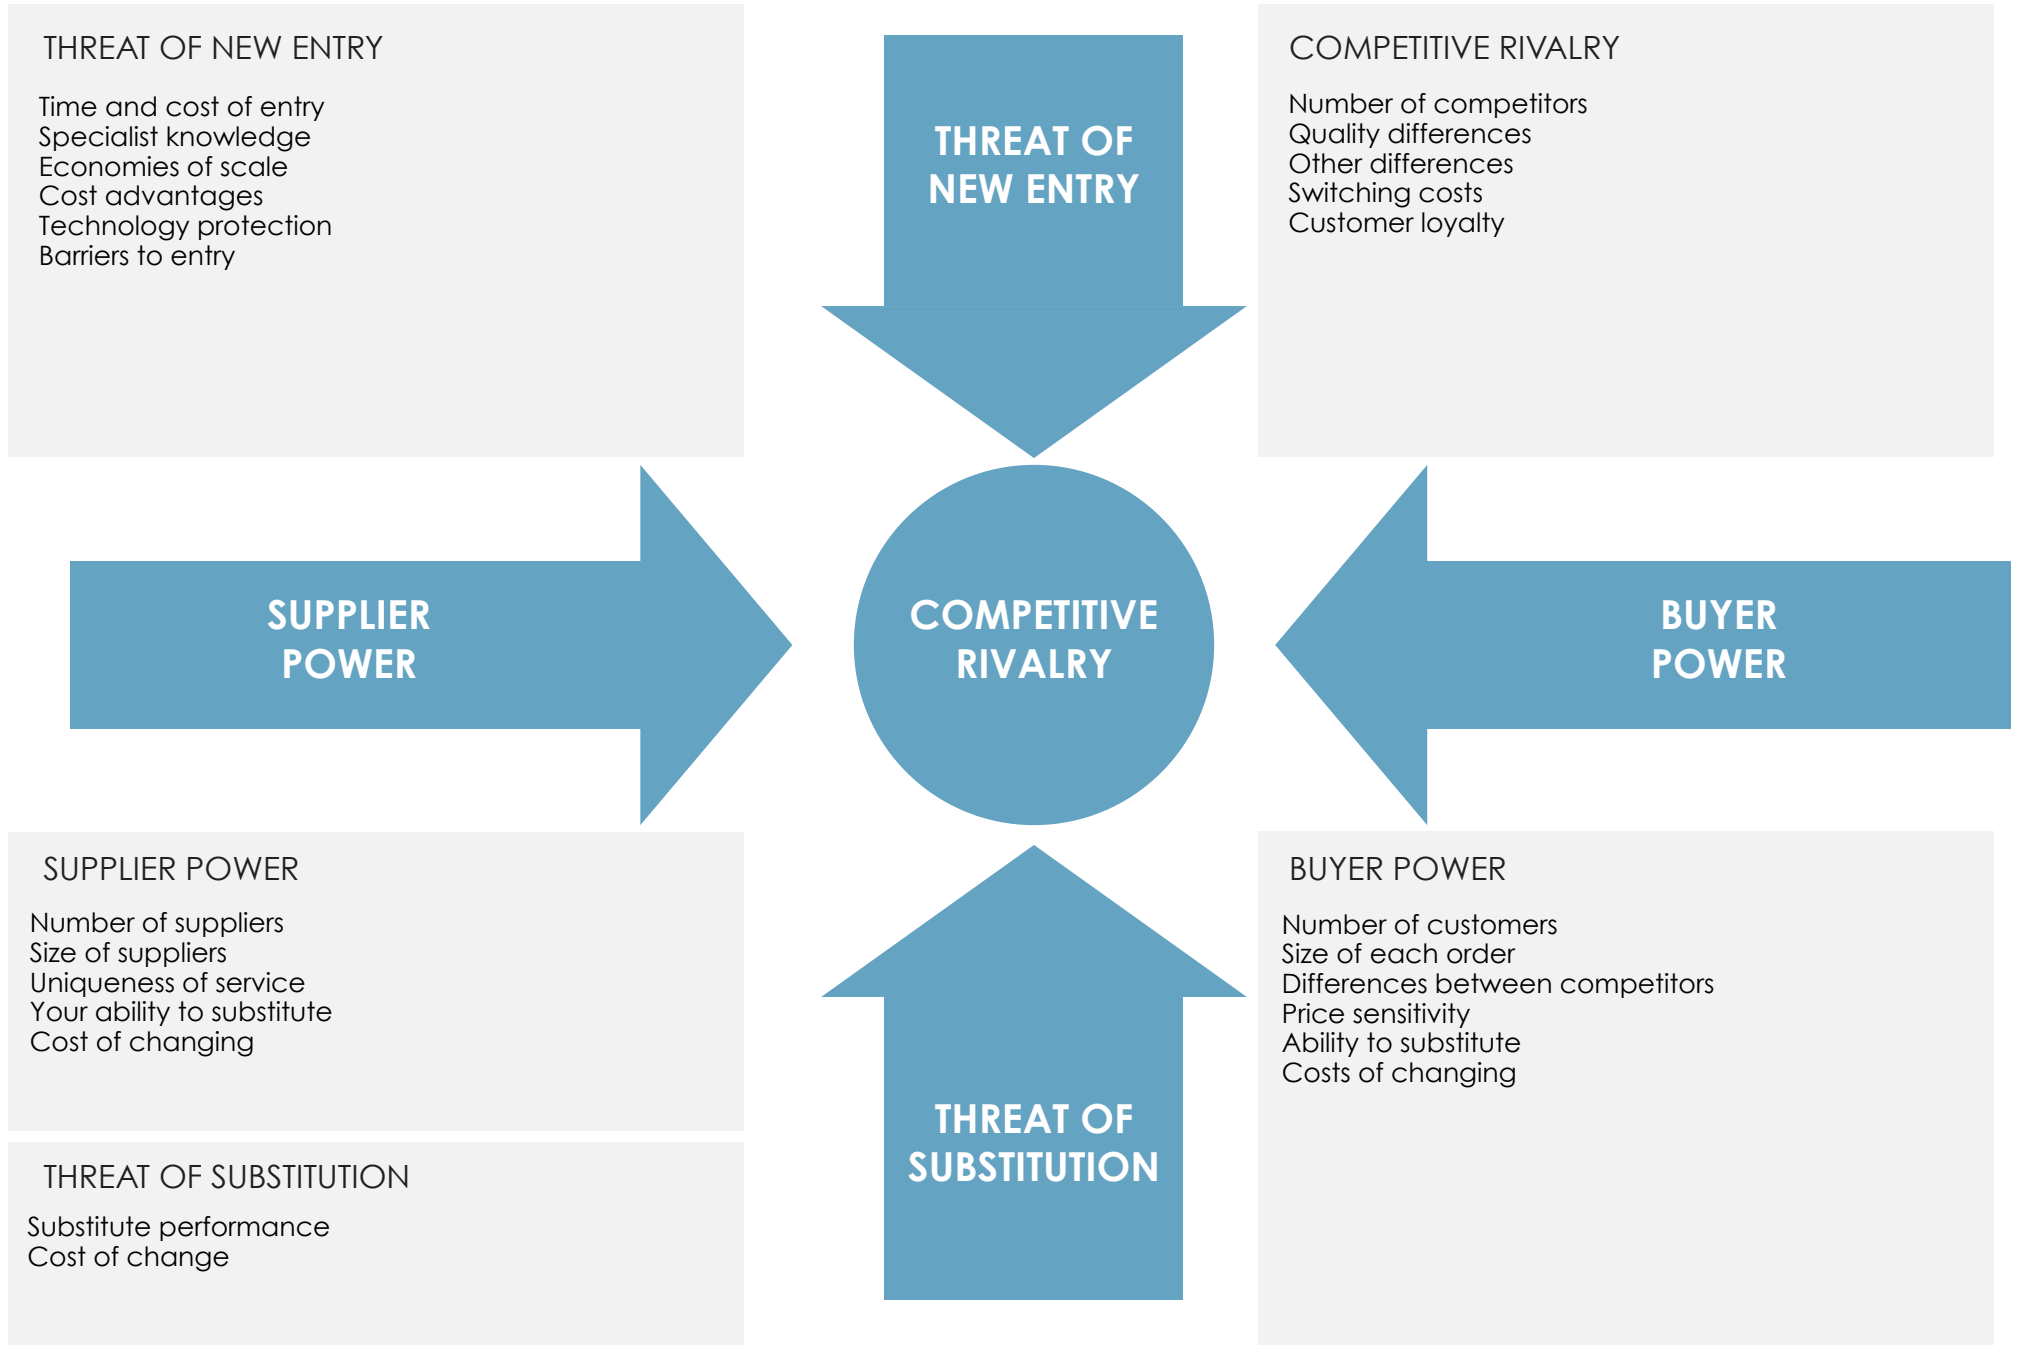 THREAT OF NEW ENTRY
Time and cost of entry
Specialist knowledge
Economies of scale
Cost advantages
Technology protection
Barriers to entry
THREAT OF
NEW ENTRY
COMPETITIVE RIVALRY
Number of competitors
Quality differences
Other differences
Switching costs
Customer loyalty
SUPPLIER
POWER
COMPETITIVE
RIVALRY
BUYER
POWER
SUPPLIER POWER
Number of suppliers
Size of suppliers
Uniqueness of service
Your ability to substitute
Cost of changing
THREAT OF SUBSTITUTION
Substitute performance
Cost of change
THREAT OF
SUBSTITUTION
BUYER POWER
Number of customers
Size of each order
Differences between competitors
Price sensitivity
Ability to substitute
Costs of changing